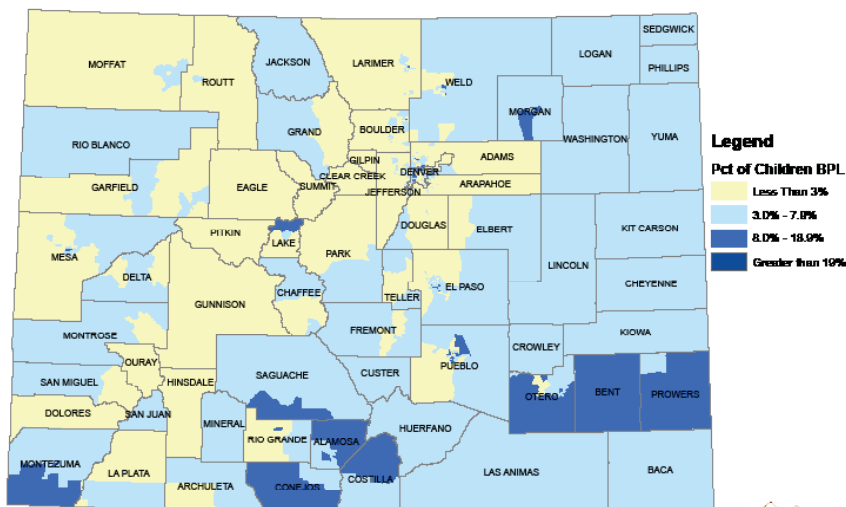 SEDGWICK
LOGAN
JACKSON
LARIMER
MOFFAT
PHILLIPS
ROUTT
WELD
MORGAN
GRAND
BOULDER
YUMA
WASHINGTON
RIO BLANCO
Legend
ADAMS
GILPIN
Pct of Children BPL
DENVER
CLEAR CREEK
EAGLE
GARFIELD
SUMMIT
ARAPAHOE
JEFFERSON
Less Than 3%
3.0% - 7.9%
DOUGLAS
ELBERT
KIT CARSON
PITKIN
8.0% - 18.9%
LAKE
PARK
MESA
LINCOLN
Greater than 19%
DELTA
CHEYENNE
EL PASO
CHAFFEE
TELLER
GUNNISON
FREMONT
KIOWA
MONTROSE
CROWLEY
OURAY
PUEBLO
CUSTER
SAGUACHE
SAN MIGUEL
HINSDALE
BENT
PROWERS
OTERO
DOLORES
SAN JUAN
MINERAL
HUERFANO
RIO GRANDE
ALAMOSA
MONTEZUMA
LAS ANIMAS
BACA
LA PLATA
COSTILLA
ARCHULETA
CONEJOS